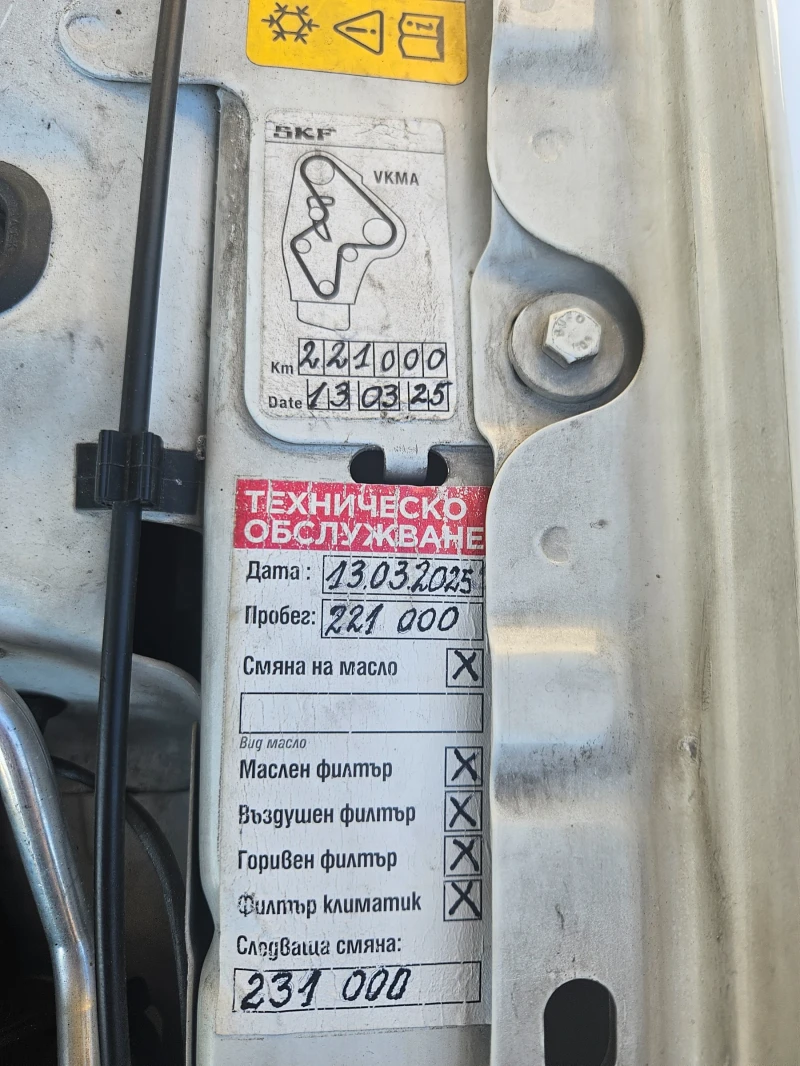 SKF
VKMA
Km 221000
Date 13 03 25
ТЕХНИЧЕСКО
ОБСЛУЖВАНЕ
Дата: 13.03.2025
Пробег: 221 000
Смяна на масло X
Вид масло
Маслен филтър X
Въздушен филтър X
Горивен филтър X
Филтър климатик X
Следваща смяна:
231 000